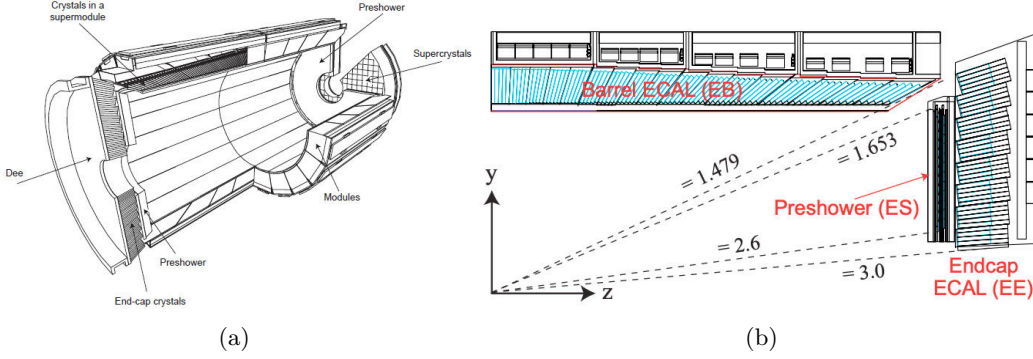 Crystals in a
supermodule
Preshower
Supercrystals
Dee
Modules
Preshower
End-cap crystals
(a)
Barrel ECAL (EB)
= 1.479
= 1.653
y
Preshower (ES)
= 2.6
= 3.0
z
Endcap
ECAL (EE)
(b)